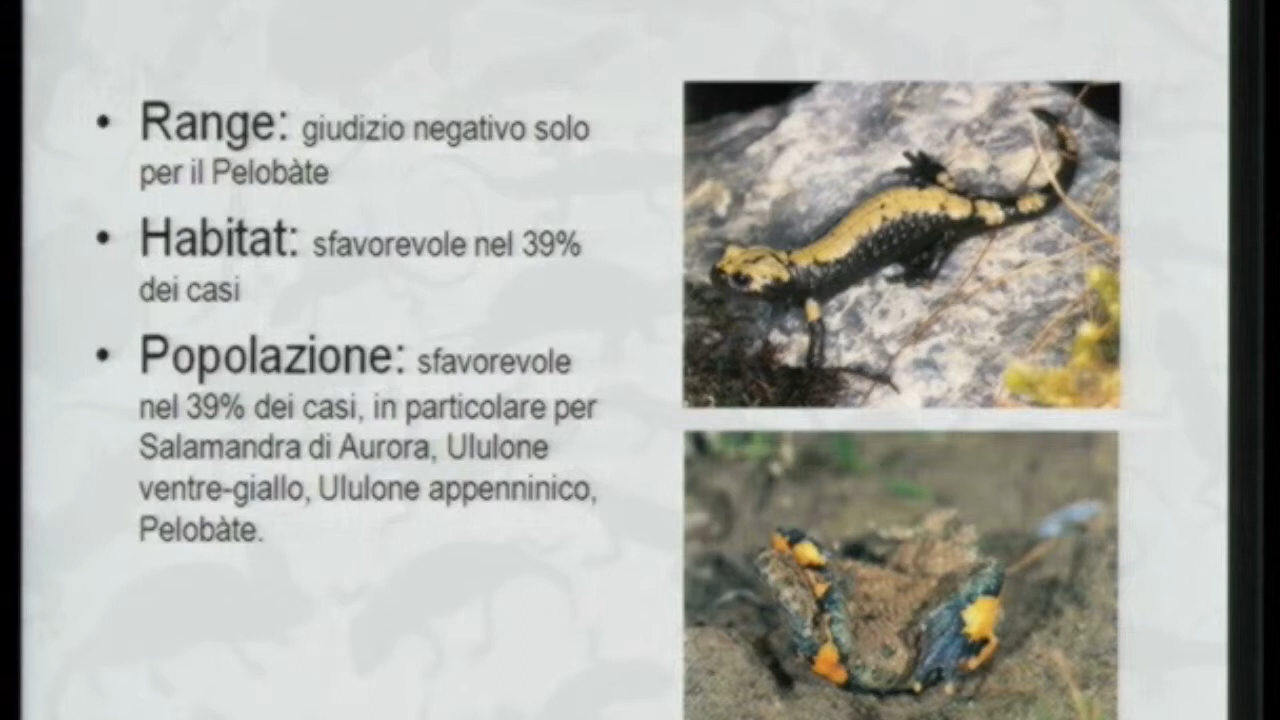 • Range: giudizio negativo solo
per il Pelobàte
• Habitat: sfavorevole nel 39%
dei casi
• Popolazione: sfavorevole
nel 39% dei casi, in particolare per
Salamandra di Aurora, Ululone
ventre-giallo, Ululone appenninico,
Pelobàte.